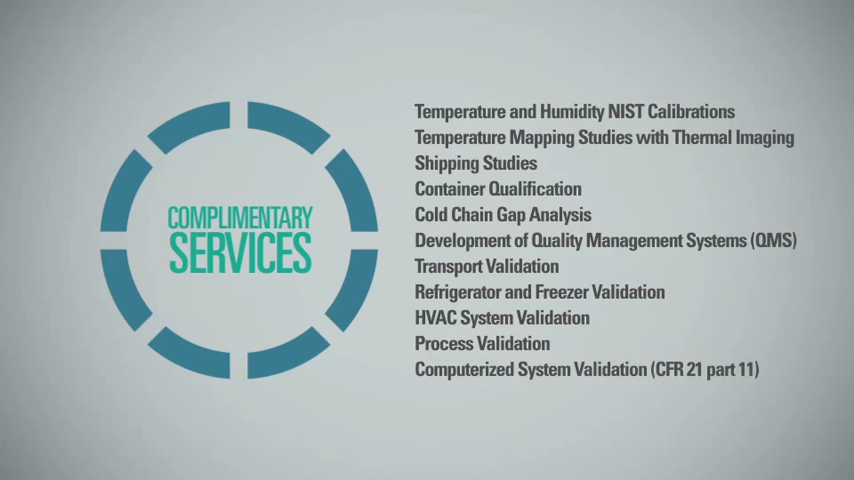 COMPLIMENTARY
SERVICES
Temperature and Humidity NIST Calibrations
Temperature Mapping Studies with Thermal Imaging
Shipping Studies
Container Qualification
Cold Chain Gap Analysis
Development of Quality Management Systems (QMS)
Transport Validation
Refrigerator and Freezer Validation
HVAC System Validation
Process Validation
Computerized System Validation (CFR 21 part 11)